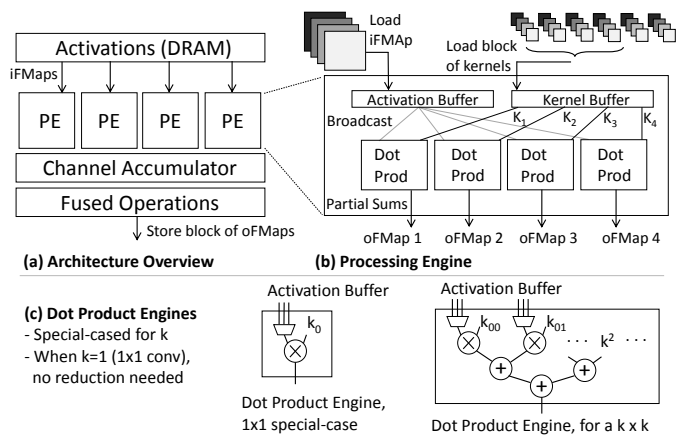 Activations (DRAM)
iFMaps
PE PE PE PE
Channel Accumulator
Fused Operations
Store block of oFMaps
(a) Architecture Overview
Load
iFMAp
Load block
of kernels
Activation Buffer
Kernel Buffer
Broadcast
K1 K2 K3 K4
Dot Dot Dot Dot
Prod Prod Prod Prod
Partial Sums
oFMap 1 oFMap 2 oFMap 3 oFMap 4
(b) Processing Engine
(c) Dot Product Engines
- Special-cased for k
- When k=1 (1x1 conv),
no reduction needed
Activation Buffer
k0
×
Dot Product Engine,
1x1 special-case
Activation Buffer
k00 k01 ... k2 ...
× ×
+ +
+
Dot Product Engine, for a k x k